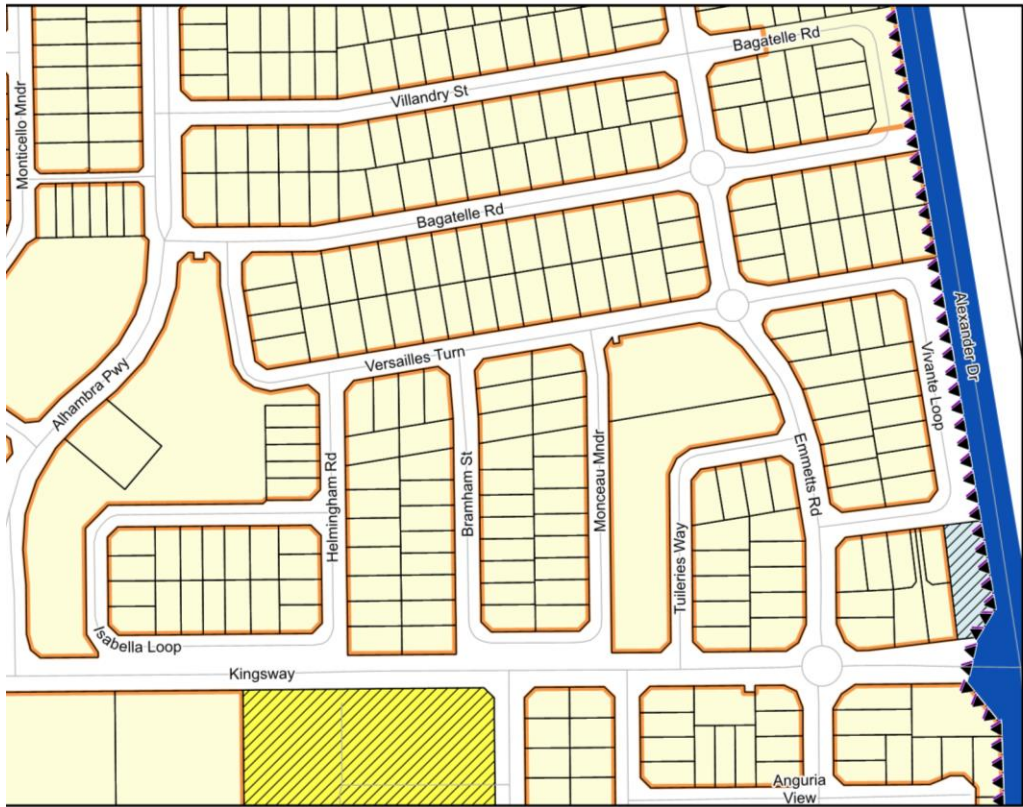 Bagatelle Rd
Villandry St
Monticello Mndr
Bagatelle Rd
Alexander Dr
Versailles Turn
Vivante Loop
Alhambra Pwy
Helmingham Rd
Bramham St
Monceau Mndr
Emmetts Rd
Tuileries Way
Isabella Loop
Kingsway
Anguria
View